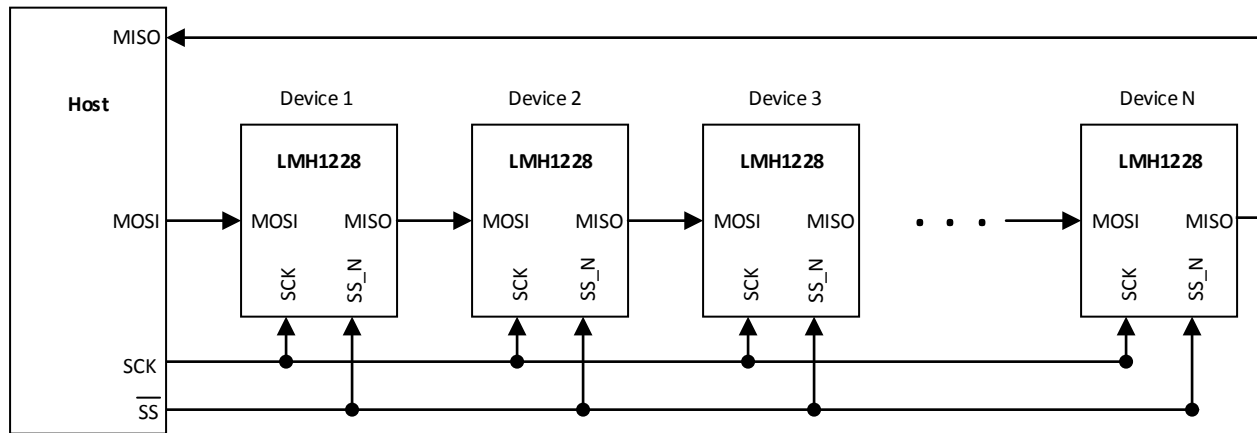 MISO
Host
Device 1
Device 2
Device 3
Device N
LMH1228
LMH1228
LMH1228
LMH1228
MOSI
MOSI
MISO
MOSI
MISO
MOSI
MISO
. . .
MOSI
MISO
SCK
SS_N
SCK
SS_N
SCK
SS_N
SCK
SS_N
SCK
S̅S̅